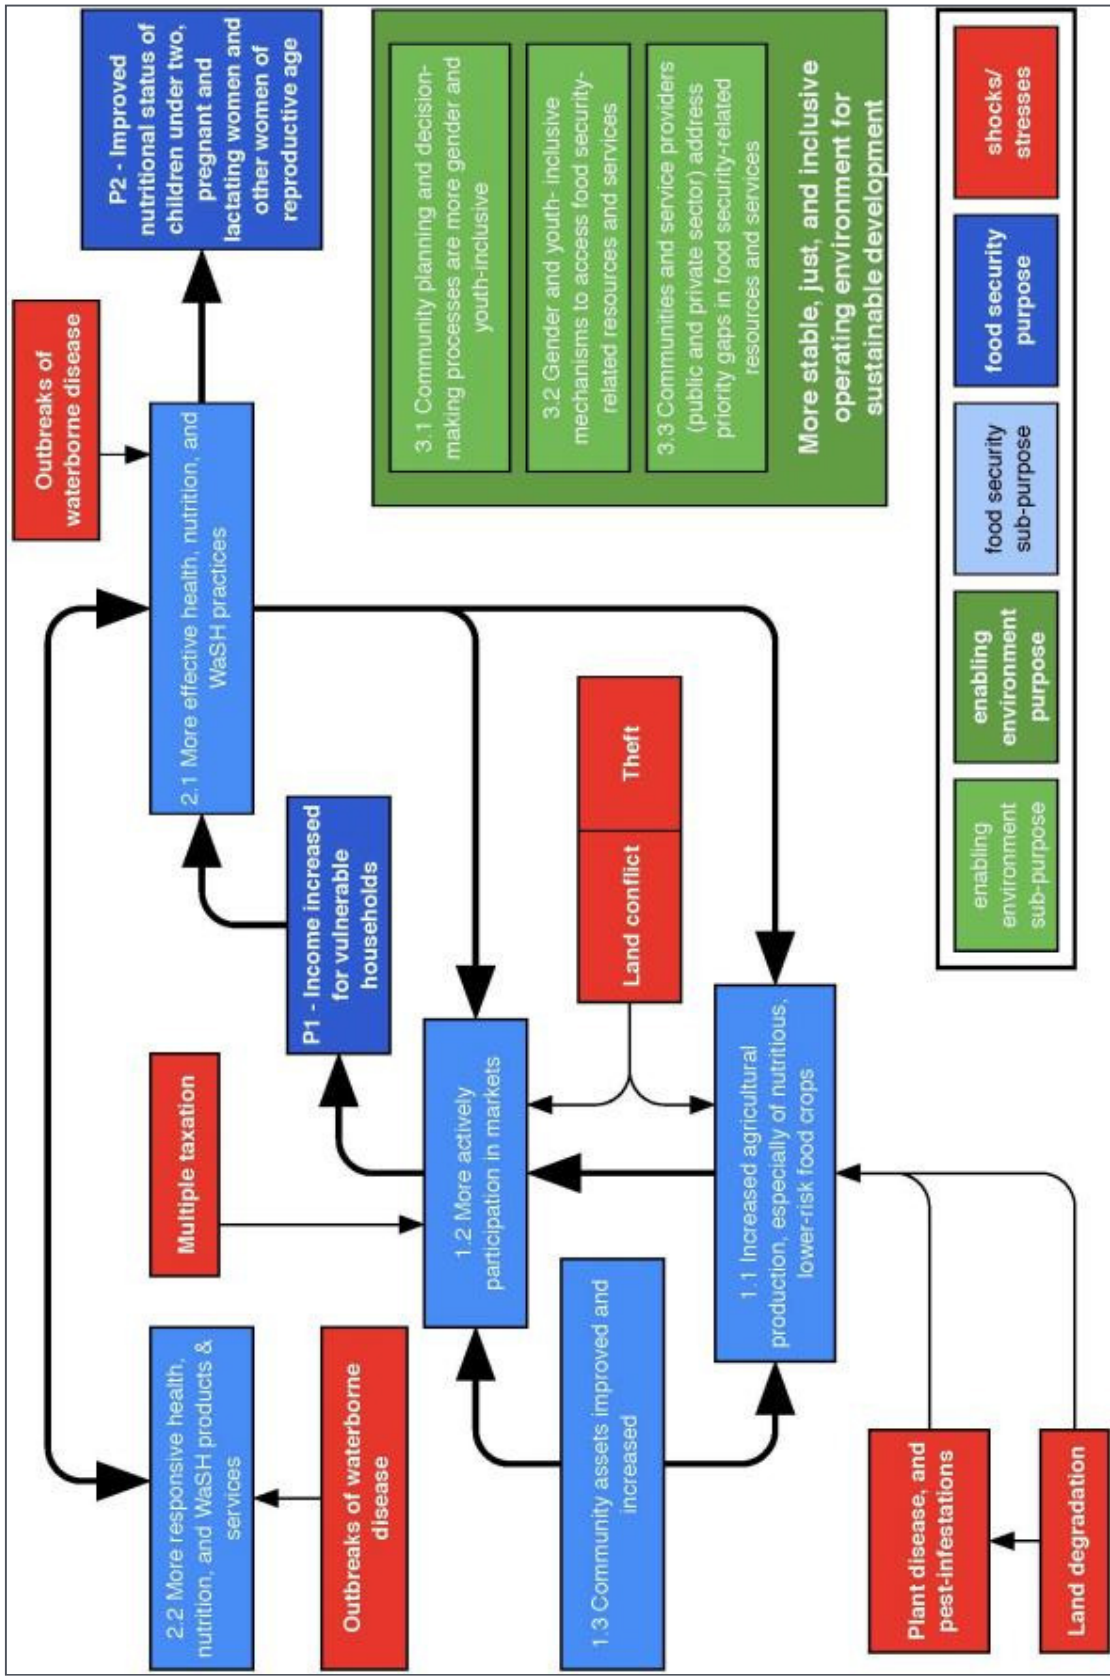 2.2 More responsive health,
nutrition, and WaSH products &
services
Outbreaks of waterborne
disease
Multiple taxation
P1 - Income increased
for vulnerable
households
2.1 More effective health, nutrition, and
WaSH practices
Outbreaks of
waterborne disease
P2 - Improved
nutritional status of
children under two,
pregnant and
lactating women and
other women of
reproductive age
1.3 Community assets improved and
increased
1.2 More actively
participation in markets
Land conflict
Theft
1.1 Increased agricultural
production, especially of nutritious,
lower-risk food crops
Plant disease, and
pest-infestations
Land degradation
3.1 Community planning and decision-
making processes are more gender and
youth-inclusive
3.2 Gender and youth- inclusive
mechanisms to access food security-
related resources and services
3.3 Communities and service providers
(public and private sector) address
priority gaps in food security-related
resources and services
More stable, just, and inclusive
operating environment for
sustainable development
enabling
environment
sub-purpose
enabling
environment
purpose
food security
sub-purpose
food security
purpose
shocks/
stresses